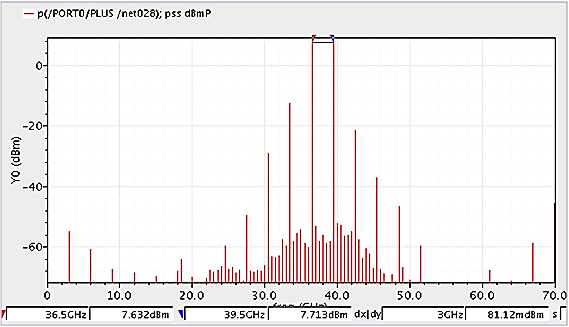 p(/PORT0/PLUS /net028); pss dBmP
0
-20
-40
-60
Y0 (dBm)
0 10.0 20.0 30.0 40.0 50.0 60.0 70.0
freq (GHz)
36.5GHz 7.632dBm 39.5GHz 7.713dBm dx|dy 3GHz 81.12mdBm s